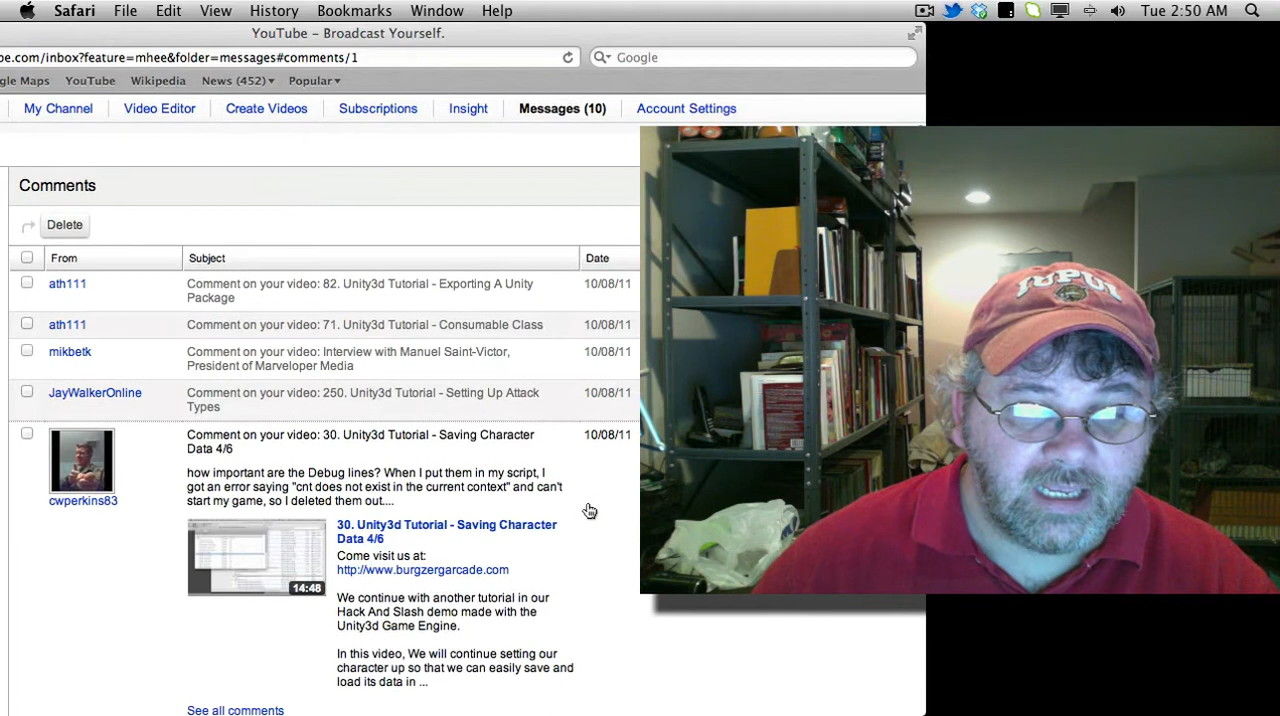 Safari File Edit View History Bookmarks Window Help Tue 2:50 AM
YouTube – Broadcast Yourself.
be.com/inbox?feature=mhee&folder=messages#comments/1 Google
gle Maps YouTube Wikipedia News (452) Popular
My Channel Video Editor Create Videos Subscriptions Insight Messages (10) Account Settings
Comments
Delete
From Subject Date
ath111 Comment on your video: 82. Unity3d Tutorial - Exporting A Unity 10/08/11
Package
ath111 Comment on your video: 71. Unity3d Tutorial - Consumable Class 10/08/11
mikbetk Comment on your video: Interview with Manuel Saint-Victor, 10/08/11
President of Marveloper Media
JayWalkerOnline Comment on your video: 250. Unity3d Tutorial - Setting Up Attack 10/08/11
Types
Comment on your video: 30. Unity3d Tutorial - Saving Character 10/08/11
Data 4/6
how important are the Debug lines? When I put them in my script, I
got an error saying "cnt does not exist in the current context" and can't
start my game, so I deleted them out....
cwperkins83
30. Unity3d Tutorial - Saving Character
Data 4/6
Come visit us at:
http://www.burgzergarcade.com
14:48
We continue with another tutorial in our
Hack And Slash demo made with the
Unity3d Game Engine.
In this video, We will continue setting our
character up so that we can easily save and
load its data in ...
See all comments
IUPUI